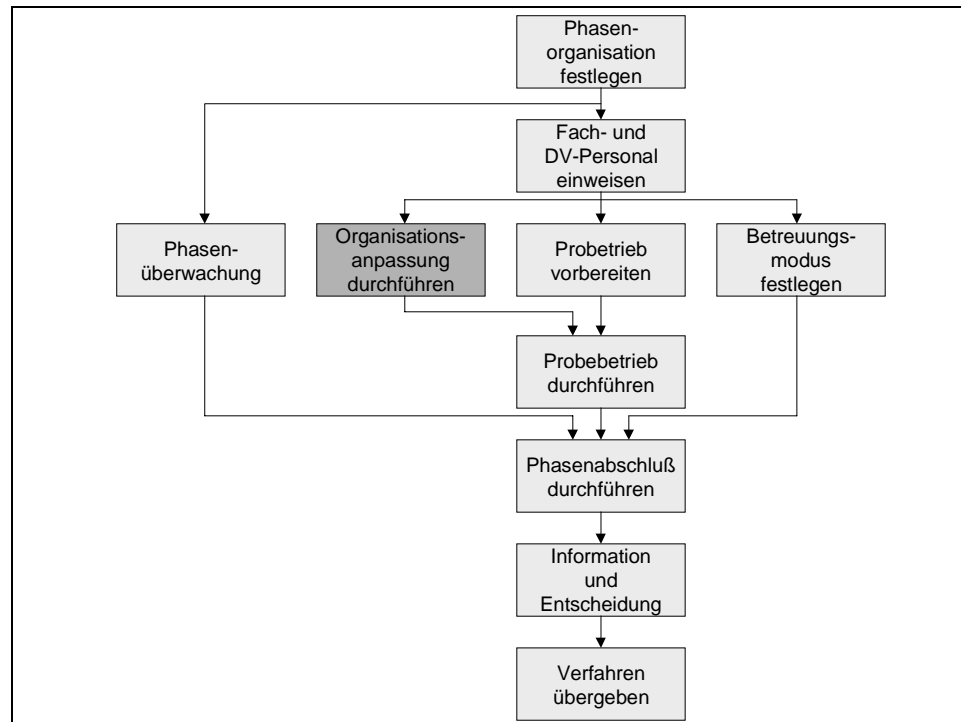 Phasen-
organisation
festlegen
Fach- und
DV-Personal
einweisen
Phasen-
überwachung
Organisations-
anpassung
durchführen
Probetrieb
vorbereiten
Betreuungs-
modus
festlegen
Probebetrieb
durchführen
Phasenabschluß
durchführen
Information
und
Entscheidung
Verfahren
übergeben